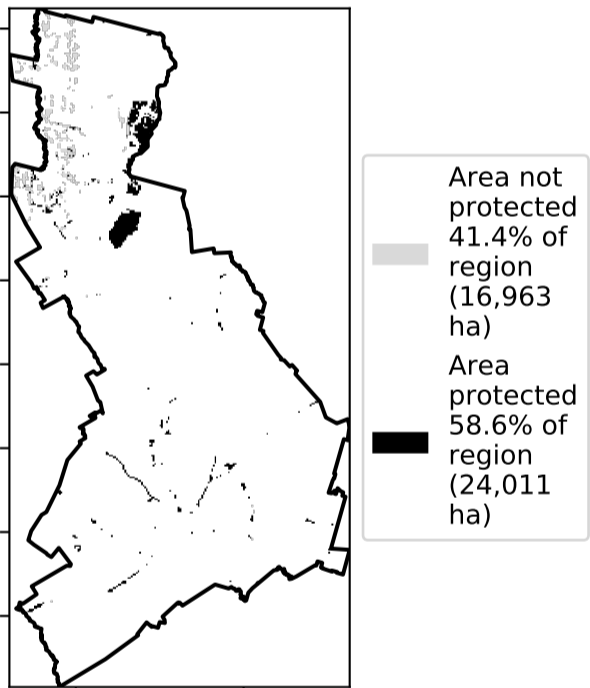 Area not
protected
41.4% of
region
(16,963
ha)
Area
protected
58.6% of
region
(24,011
ha)